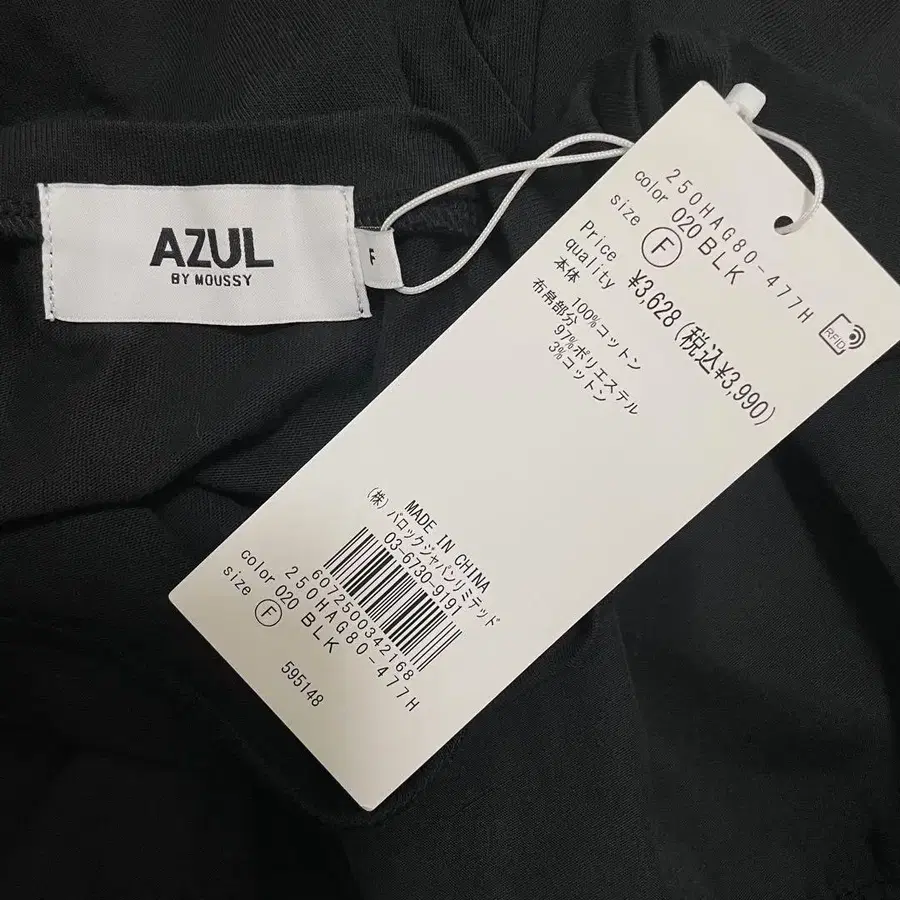 AZUL
BY MOUSSY
F
250HAG80-477H
color 020 BLK
size F
RFID
Price ¥3,628(税込¥3,990)
quality
本体 100%コットン
布帛部分 97%ポリエステル
3%コットン
MADE IN CHINA
(株)バロックジャパンリミテッド
03-6730-9191
6072500342168
250HAG80-477H
color 020 BLK
size F
595148